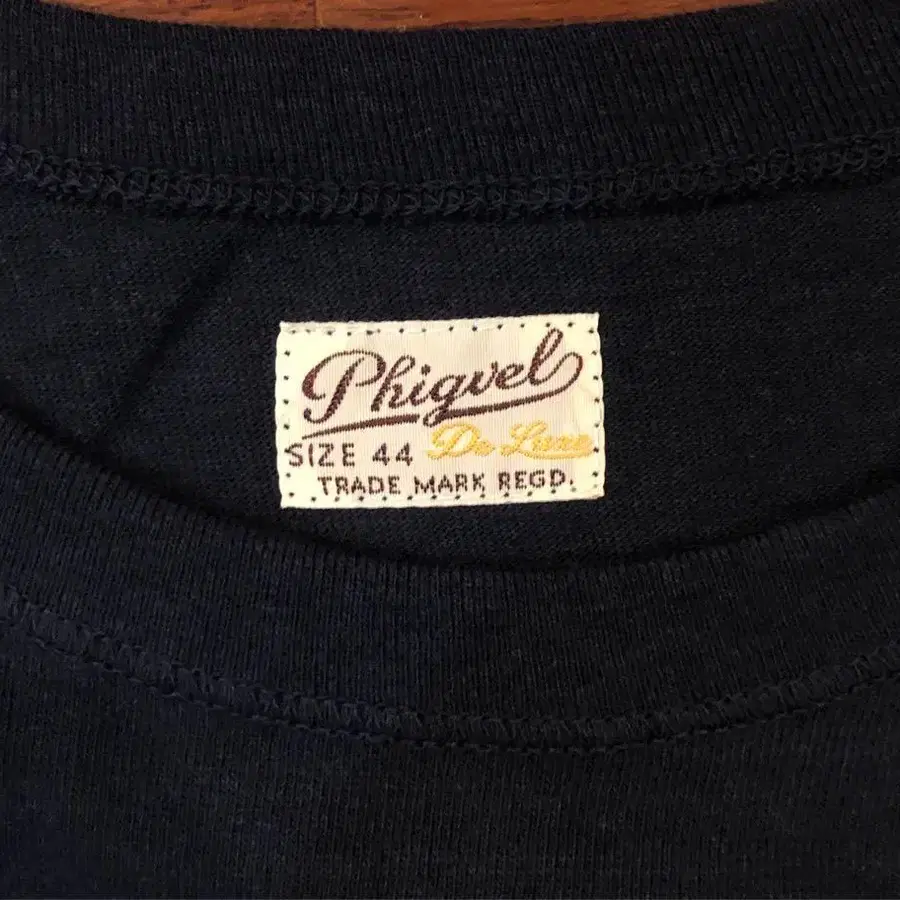 Phigvel
SIZE 44 De Luxe
TRADE MARK REGD.